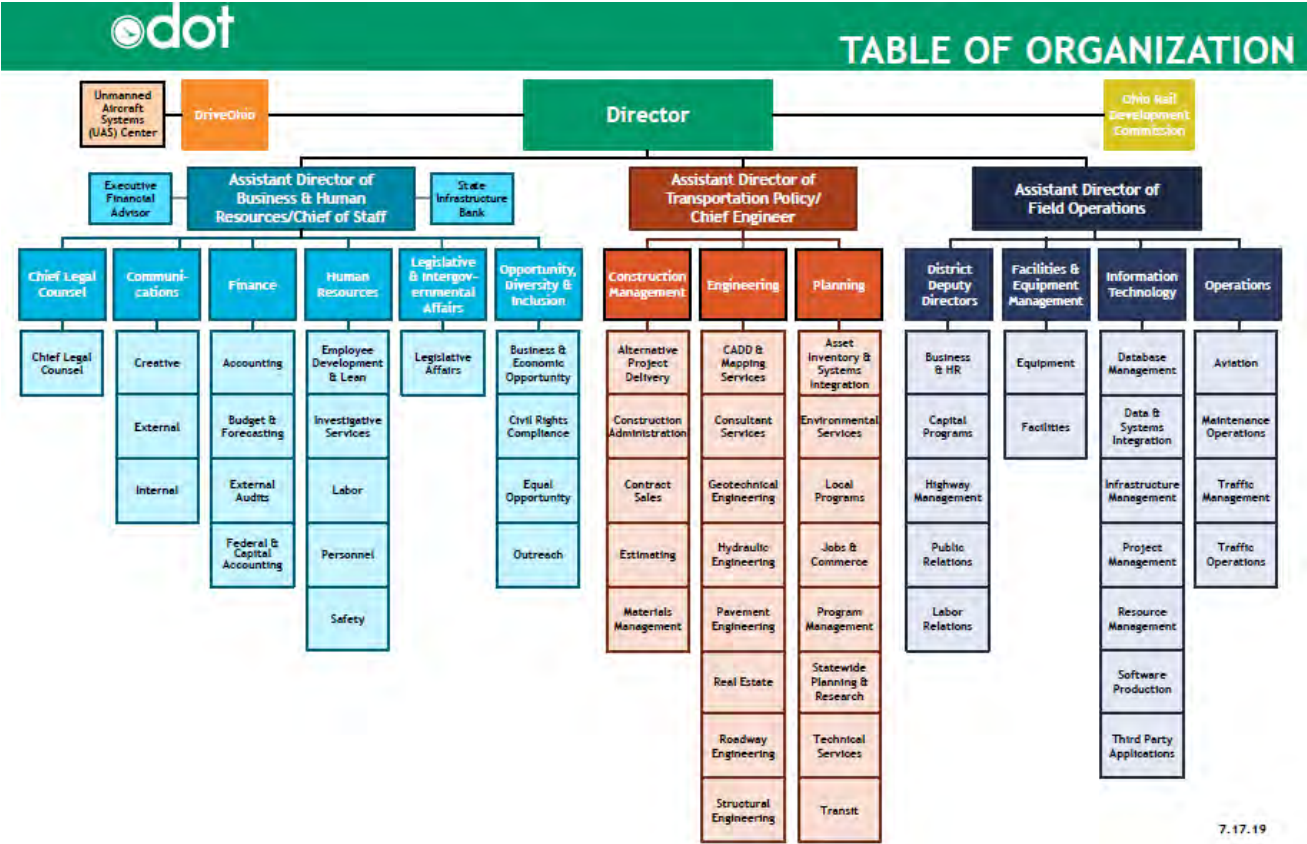 odot
TABLE OF ORGANIZATION
Unmanned
Aircraft
Systems
(UAS) Center
DriveOhio
Director
Ohio Rail
Development
Commission
Executive
Financial
Advisor
Assistant Director of
Business & Human
Resources/Chief of Staff
State
Infrastructure
Bank
Assistant Director of
Transportation Policy/
Chief Engineer
Assistant Director of
Field Operations
Chief Legal
Counsel
Communi-
cations
Finance
Human
Resources
Legislative
& Intergov-
ernmental
Affairs
Opportunity,
Diversity &
Inclusion
Construction
Management
Engineering
Planning
District
Deputy
Directors
Facilities &
Equipment
Management
Information
Technology
Operations
Chief Legal
Counsel
Creative
External
Internal
Accounting
Budget &
Forecasting
External
Audits
Federal &
Capital
Accounting
Employee
Development
& Lean
Investigative
Services
Labor
Personnel
Safety
Legislative
Affairs
Business &
Economic
Opportunity
Civil Rights
Compliance
Equal
Opportunity
Outreach
Alternative
Project
Delivery
Construction
Administration
Contract
Sales
Estimating
Materials
Management
CADD &
Mapping
Services
Consultant
Services
Geotechnical
Engineering
Hydraulic
Engineering
Pavement
Engineering
Real Estate
Roadway
Engineering
Structural
Engineering
Asset
Inventory &
Systems
Integration
Environmental
Services
Local
Programs
Jobs &
Commerce
Program
Management
Statewide
Planning &
Research
Technical
Services
Transit
Business
& HR
Capital
Programs
Highway
Management
Public
Relations
Labor
Relations
Equipment
Facilities
Database
Management
Data &
Systems
Integration
Infrastructure
Management
Project
Management
Resource
Management
Software
Production
Third Party
Applications
Aviation
Maintenance
Operations
Traffic
Management
Traffic
Operations
7.17.19